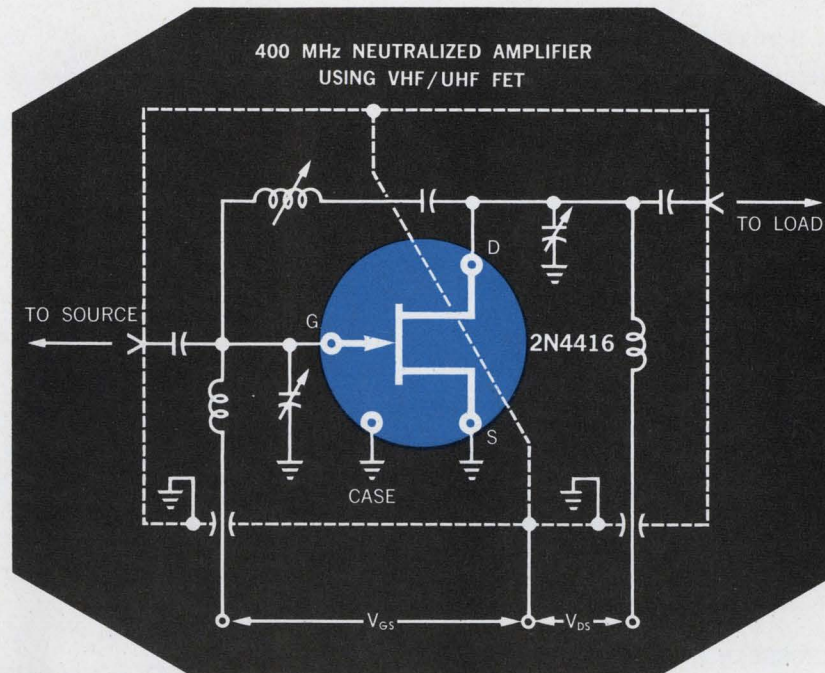 400 MHz NEUTRALIZED AMPLIFIER
USING VHF/UHF FET
D
TO LOAD
TO SOURCE
G
2N4416
S
CASE
VGS
VDS